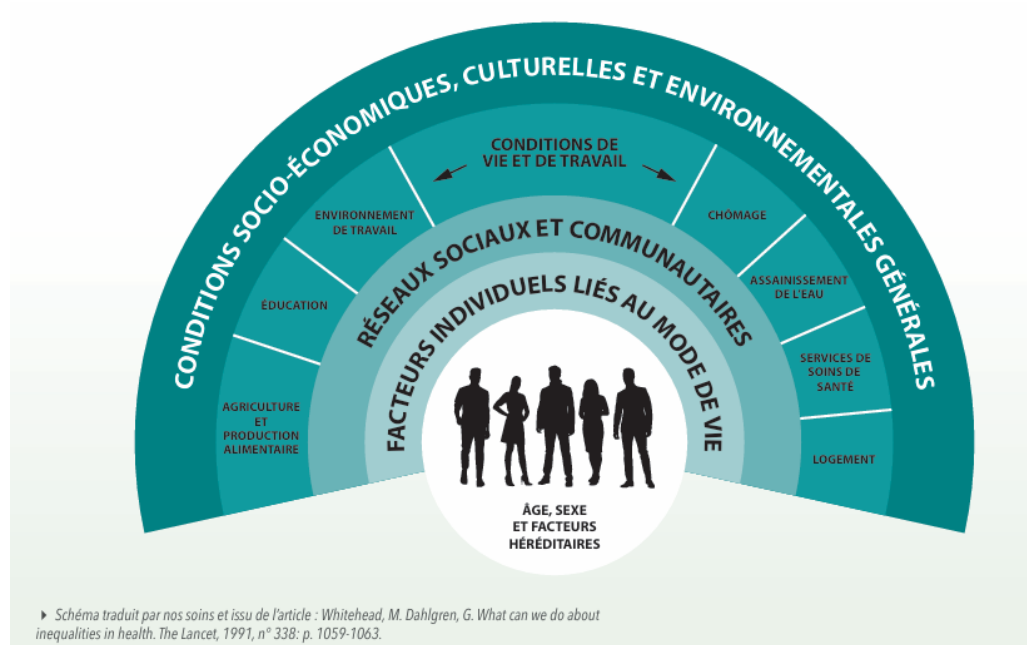 CONDITIONS SOCIO-ÉCONOMIQUES, CULTURELLES ET ENVIRONNEMENTALES GÉNÉRALES
CONDITIONS DE
VIE ET DE TRAVAIL
AGRICULTURE
ET
PRODUCTION
ALIMENTAIRE
ÉDUCATION
ENVIRONNEMENT
DE TRAVAIL
CHÔMAGE
ASSAINISSEMENT
DE L'EAU
SERVICES DE
SOINS DE
SANTÉ
LOGEMENT
RÉSEAUX SOCIAUX ET COMMUNAUTAIRES
FACTEURS INDIVIDUELS LIÉS AU MODE DE VIE
ÂGE, SEXE
ET FACTEURS
HÉRÉDITAIRES
Schéma traduit par nos soins et issu de l'article : Whitehead, M. Dahlgren, G. What can we do about
inequalities in health. The Lancet, 1991, n° 338: p. 1059-1063.